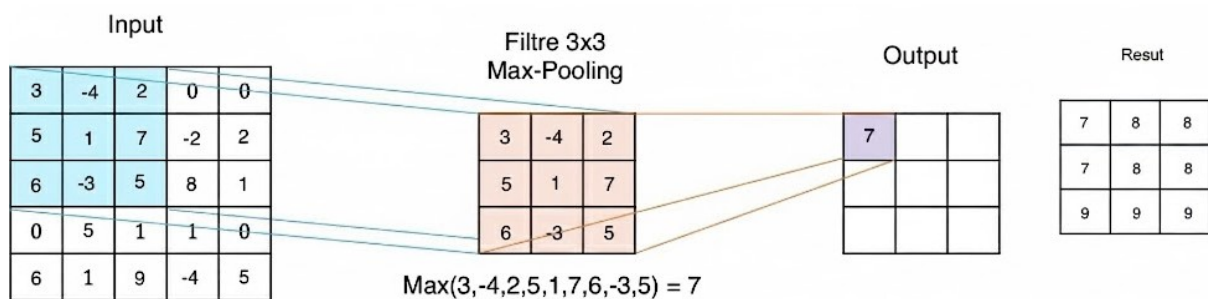 Input
3 -4 2 0 0
5 1 7 -2 2
6 -3 5 8 1
0 5 1 1 0
6 1 9 -4 5
Filtre 3x3
Max-Pooling
3 -4 2
5 1 7
6 -3 5
Max(3,-4,2,5,1,7,6,-3,5) = 7
Output
7
Resut
7 8 8
7 8 8
9 9 9